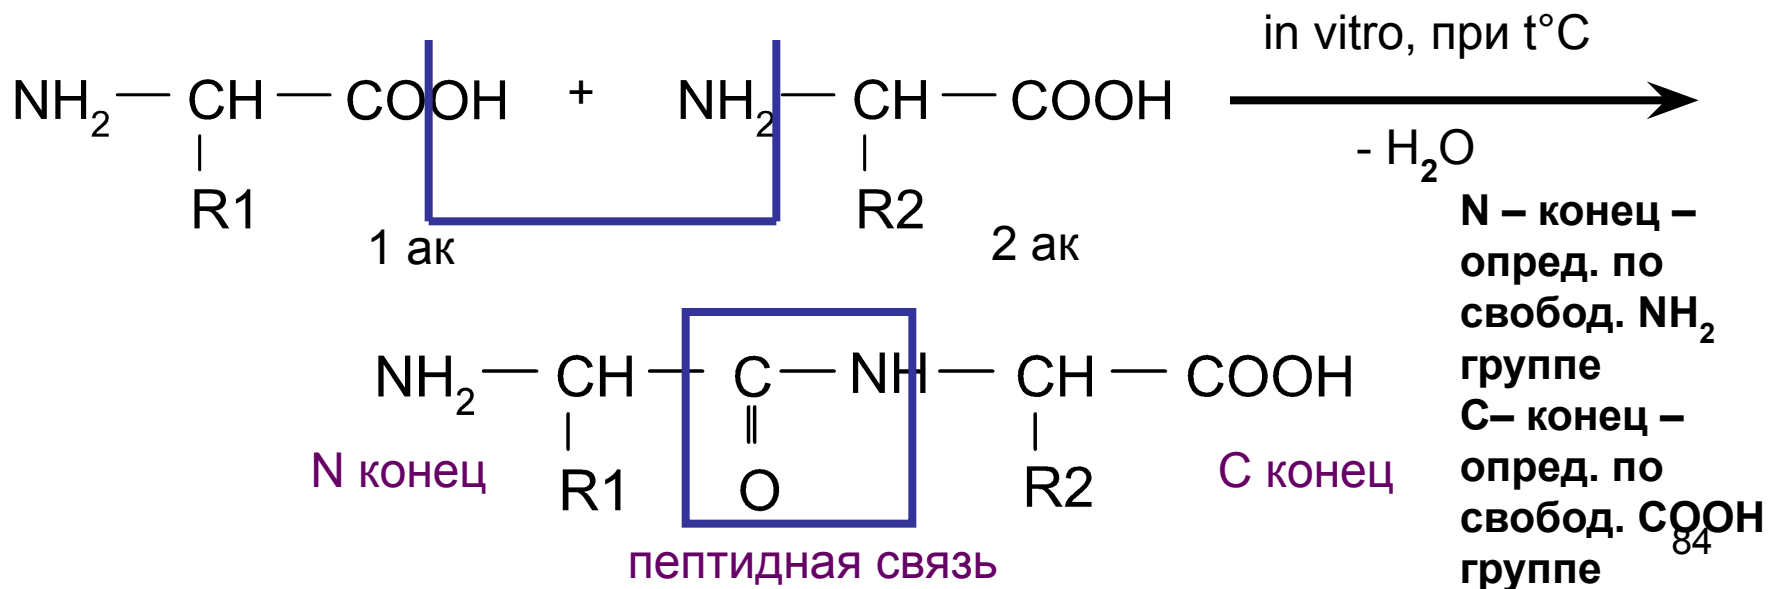 in vitro, при t°C
NH₂ — CH — COOH + NH₂ — CH — COOH
- H₂O
R1 R2
1 ак 2 ак
N – конец –
опред. по
свобод. NH₂
группе
С– конец –
опред. по
свобод. СООН
группе
NH₂ — CH — C — NH — CH — COOH
N конец R1 O R2 С конец
пептидная связь
84